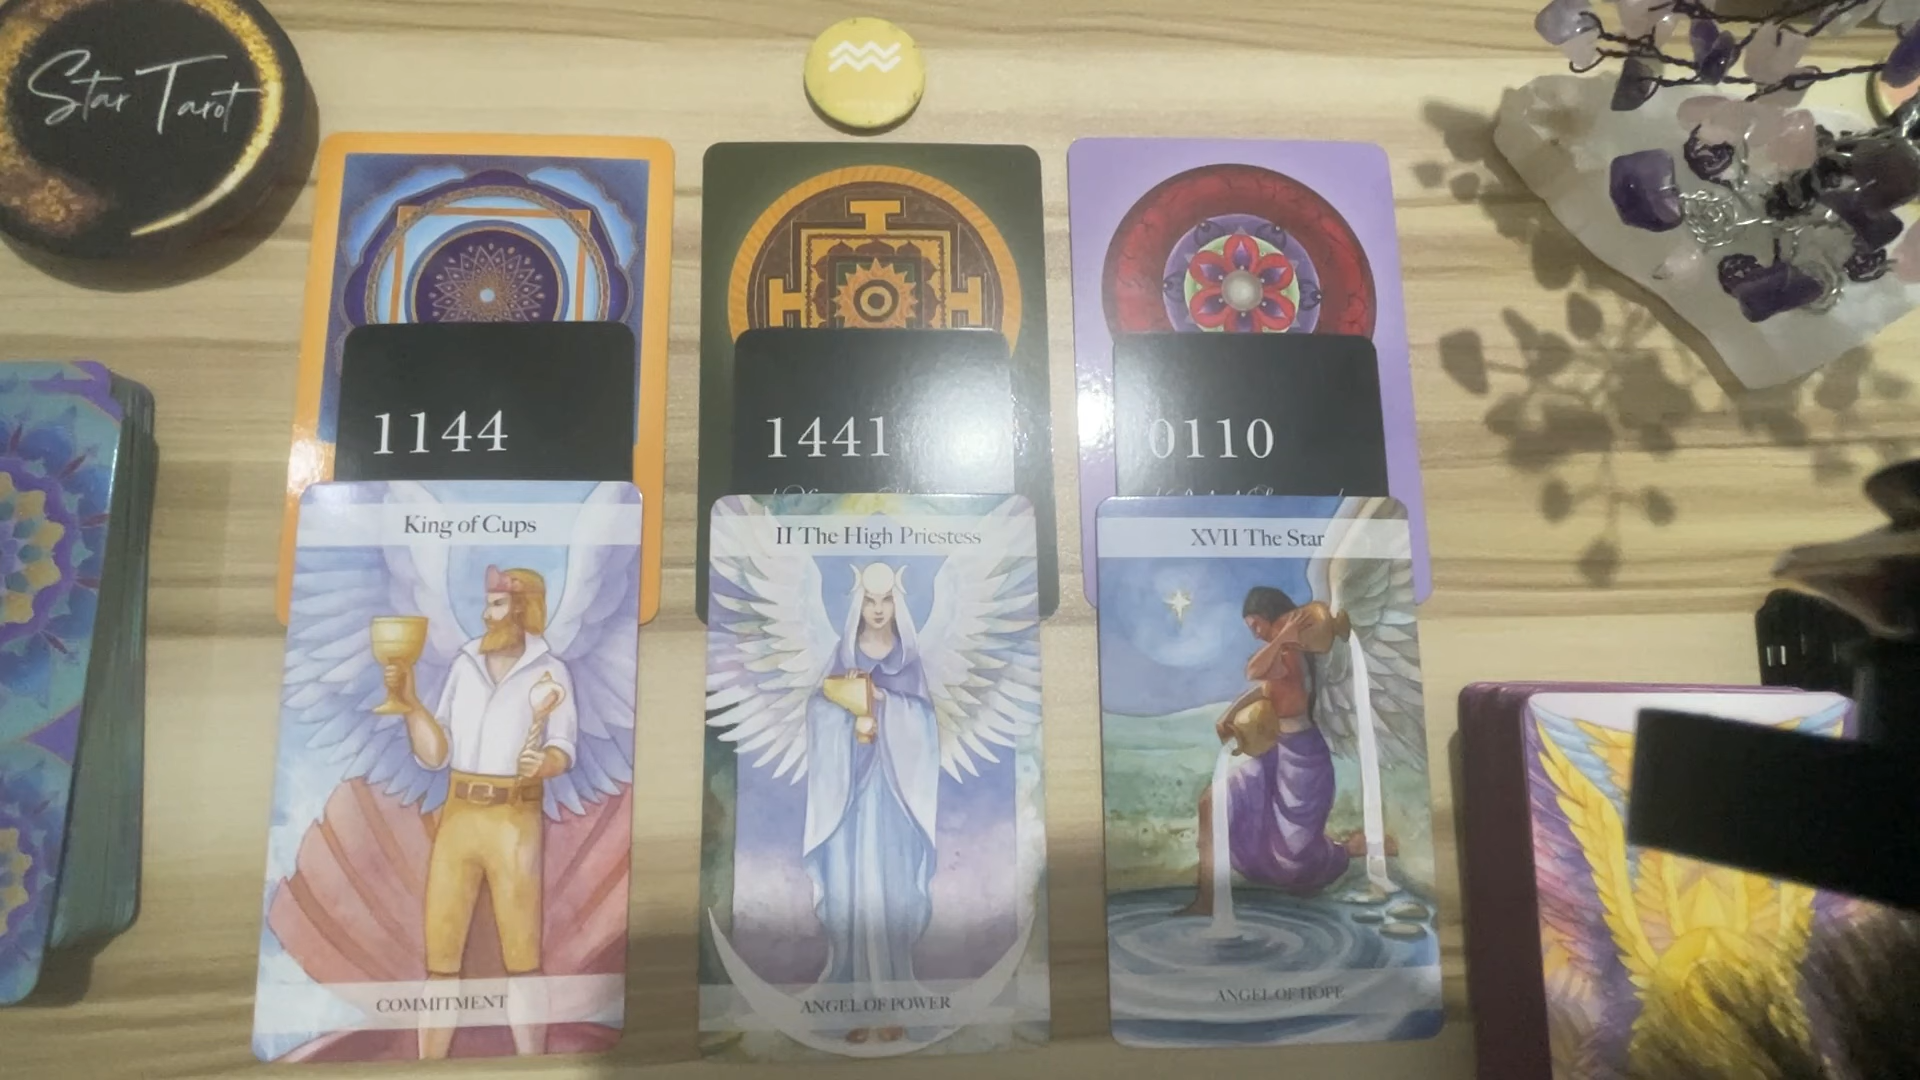 Star Tarot
1144
1441
0110
King of Cups
II The High Priestess
XVII The Star
COMMITMENT
ANGEL OF POWER
ANGEL OF HOPE